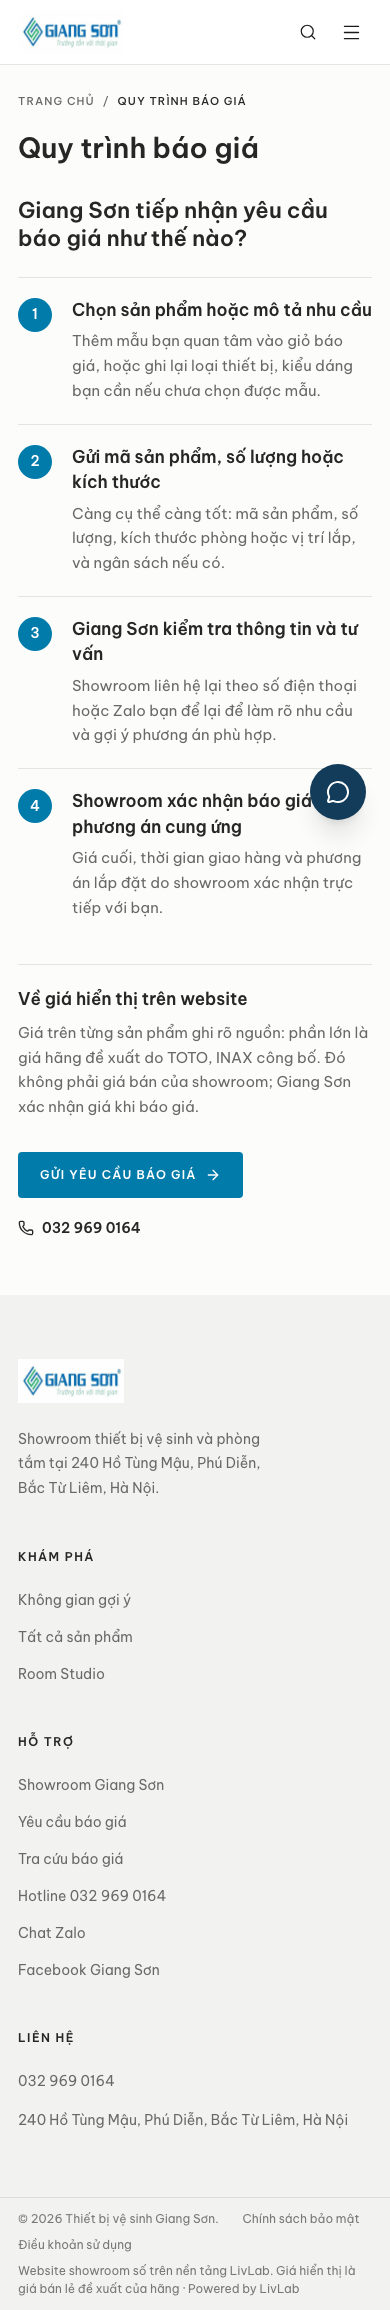 GIANG SƠN
Trường tồn với thời gian
TRANG CHỦ / QUY TRÌNH BÁO GIÁ
Quy trình báo giá
Giang Sơn tiếp nhận yêu cầu
báo giá như thế nào?
1
Chọn sản phẩm hoặc mô tả nhu cầu
Thêm mẫu bạn quan tâm vào giỏ báo
giá, hoặc ghi lại loại thiết bị, kiểu dáng
bạn cần nếu chưa chọn được mẫu.
2
Gửi mã sản phẩm, số lượng hoặc
kích thước
Càng cụ thể càng tốt: mã sản phẩm, số
lượng, kích thước phòng hoặc vị trí lắp,
và ngân sách nếu có.
3
Giang Sơn kiểm tra thông tin và tư
vấn
Showroom liên hệ lại theo số điện thoại
hoặc Zalo bạn để lại để làm rõ nhu cầu
và gợi ý phương án phù hợp.
4
Showroom xác nhận báo giá
phương án cung ứng
Giá cuối, thời gian giao hàng và phương
án lắp đặt do showroom xác nhận trực
tiếp với bạn.
Về giá hiển thị trên website
Giá trên từng sản phẩm ghi rõ nguồn: phần lớn là
giá hãng đề xuất do TOTO, INAX công bố. Đó
không phải giá bán của showroom; Giang Sơn
xác nhận giá khi báo giá.
GỬI YÊU CẦU BÁO GIÁ
032 969 0164
GIANG SƠN
Trường tồn với thời gian
Showroom thiết bị vệ sinh và phòng
tắm tại 240 Hồ Tùng Mậu, Phú Diễn,
Bắc Từ Liêm, Hà Nội.
KHÁM PHÁ
Không gian gợi ý
Tất cả sản phẩm
Room Studio
HỖ TRỢ
Showroom Giang Sơn
Yêu cầu báo giá
Tra cứu báo giá
Hotline 032 969 0164
Chat Zalo
Facebook Giang Sơn
LIÊN HỆ
032 969 0164
240 Hồ Tùng Mậu, Phú Diễn, Bắc Từ Liêm, Hà Nội
© 2026 Thiết bị vệ sinh Giang Sơn. Chính sách bảo mật
Điều khoản sử dụng
Website showroom số trên nền tảng LivLab. Giá hiển thị là
giá bán lẻ đề xuất của hãng · Powered by LivLab